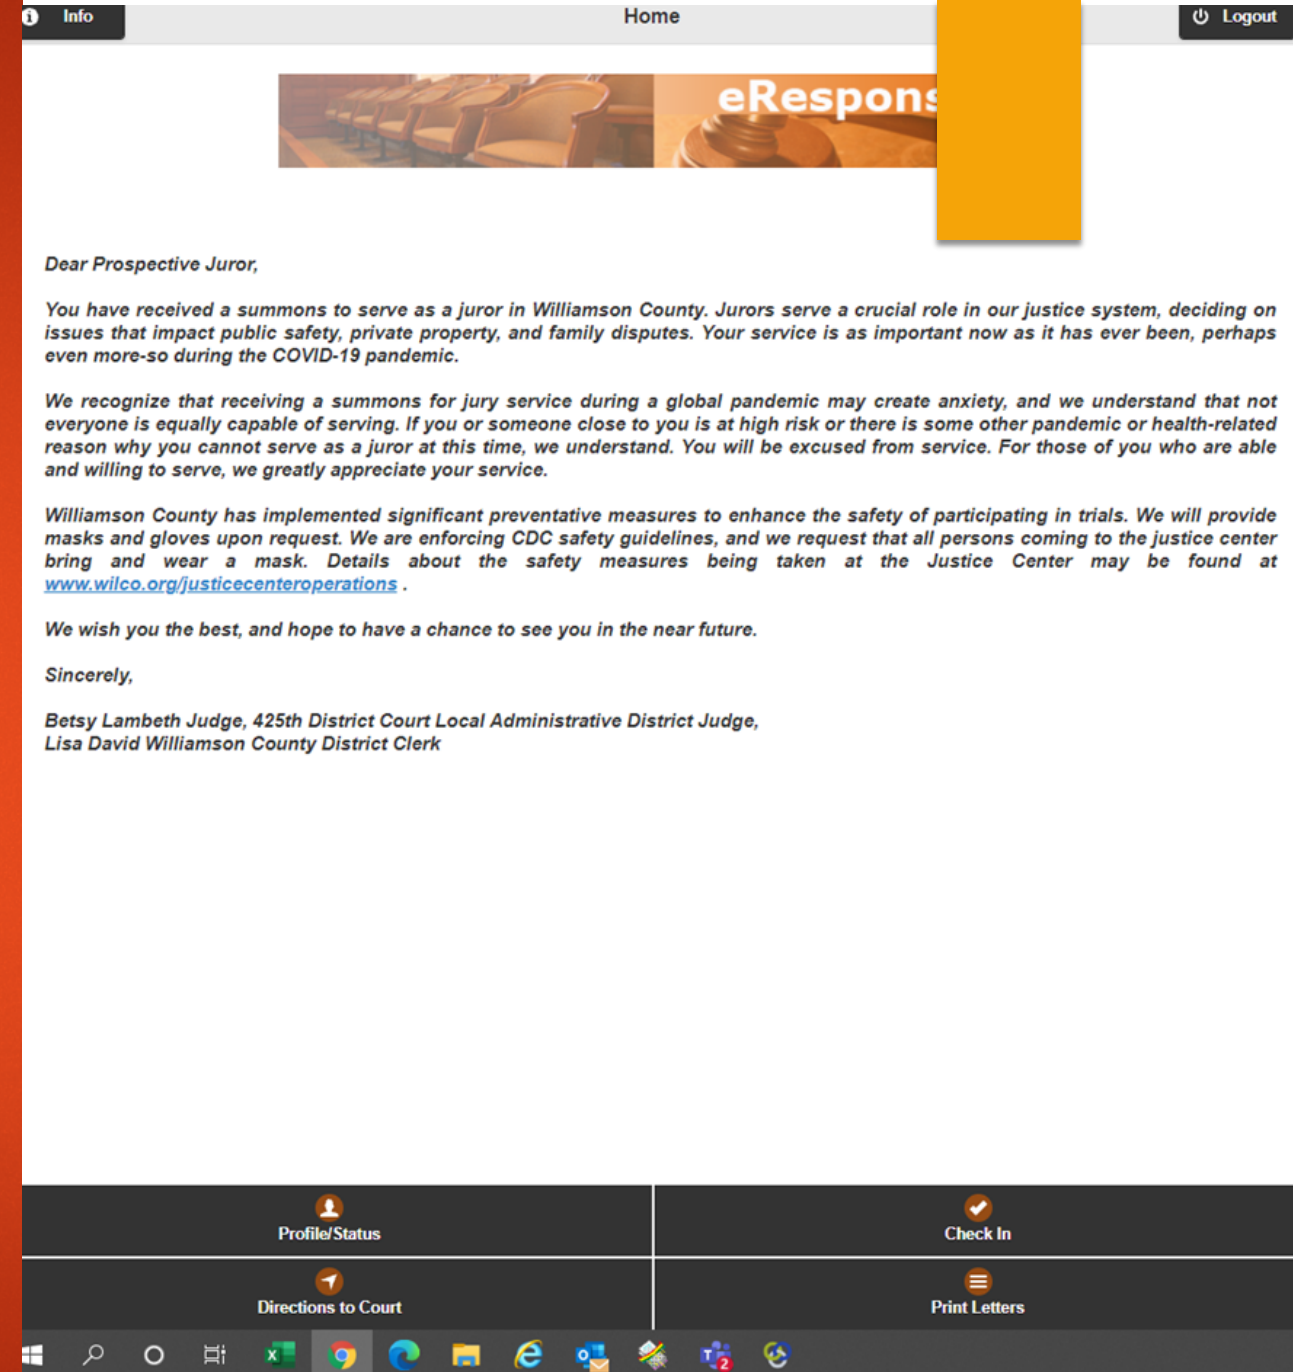 Info
Home
Logout
eRespons
Dear Prospective Juror,
You have received a summons to serve as a juror in Williamson County. Jurors serve a crucial role in our justice system, deciding on
issues that impact public safety, private property, and family disputes. Your service is as important now as it has ever been, perhaps
even more-so during the COVID-19 pandemic.
We recognize that receiving a summons for jury service during a global pandemic may create anxiety, and we understand that not
everyone is equally capable of serving. If you or someone close to you is at high risk or there is some other pandemic or health-related
reason why you cannot serve as a juror at this time, we understand. You will be excused from service. For those of you who are able
and willing to serve, we greatly appreciate your service.
Williamson County has implemented significant preventative measures to enhance the safety of participating in trials. We will provide
masks and gloves upon request. We are enforcing CDC safety guidelines, and we request that all persons coming to the justice center
bring and wear a mask. Details about the safety measures being taken at the Justice Center may be found at
www.wilco.org/justicecenteroperations .
We wish you the best, and hope to have a chance to see you in the near future.
Sincerely,
Betsy Lambeth Judge, 425th District Court Local Administrative District Judge,
Lisa David Williamson County District Clerk
Profile/Status
Check In
Directions to Court
Print Letters
2